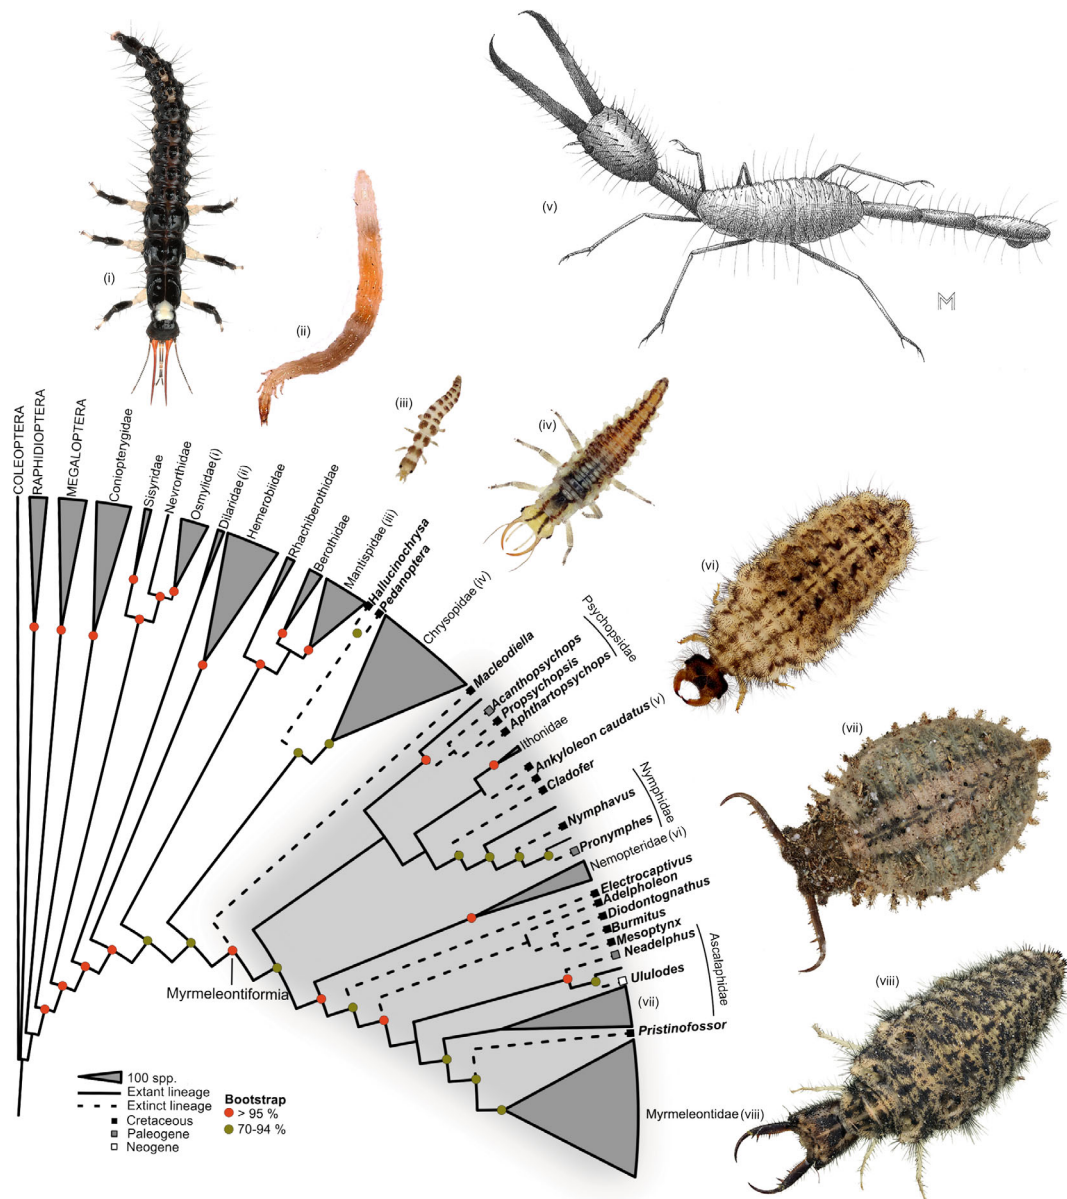 (i)
(ii)
(iii)
(iv)
(v)
(vi)
(vii)
(viii)
COLEOPTERA
RAPHIDIOPTERA
MEGALOPTERA
Coniopterygidae
Sisyridae
Nevrorthidae
Osmylidae (i)
Dilaridae (ii)
Hemerobiidae
Rhachiberothidae
Berothidae
Mantispidae (iii)
Hallucinochrysa
Pedanoptera
Chrysopidae (iv)
Macleodiella
Acanthopsychops
Propsychopsis
Aphthartopsychops
Psychopsidae
Ithonidae
Ankyloleon caudatus (v)
Cladofer
Nymphavus
Pronymphes
Nymphidae
Nemopteridae (vi)
Electrocaptivus
Adelpholeon
Diodontognathus
Burmitus
Mesoptynx
Neadelphus
Ululodes
Ascalaphidae
(vii)
Pristinofossor
Myrmeleontidae (viii)
Myrmeleontiformia
100 spp.
Extant lineage
Extinct lineage
Cretaceous
Paleogene
Neogene
Bootstrap
> 95 %
70-94 %